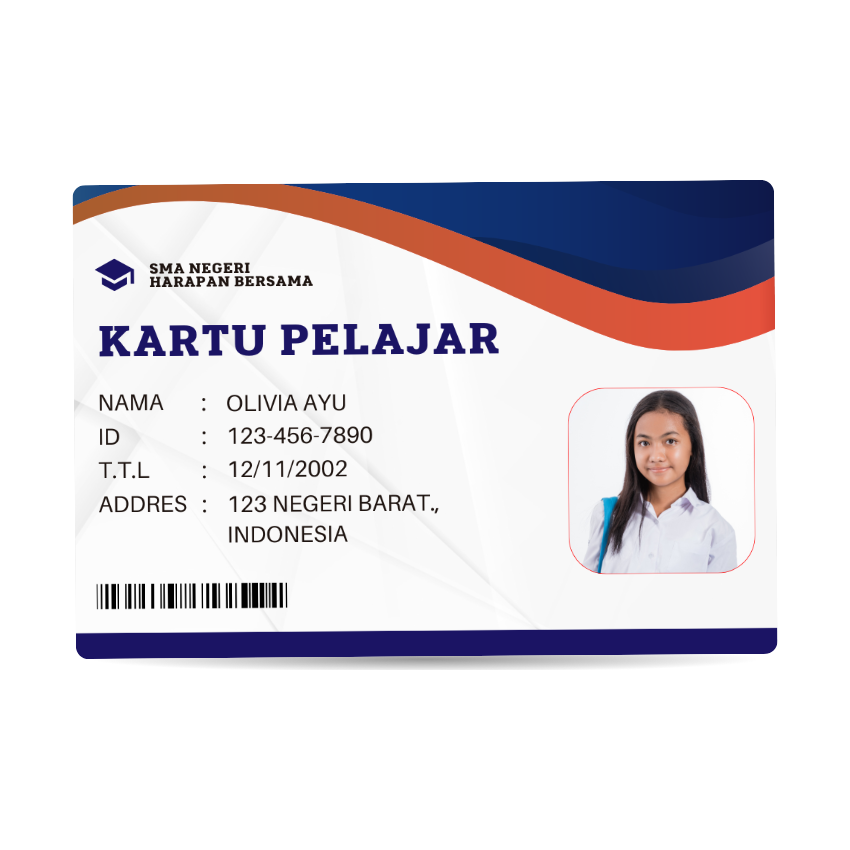 SMA NEGERI
HARAPAN BERSAMA
KARTU PELAJAR
NAMA : OLIVIA AYU
ID : 123-456-7890
T.T.L : 12/11/2002
ADDRES : 123 NEGERI BARAT.,
INDONESIA